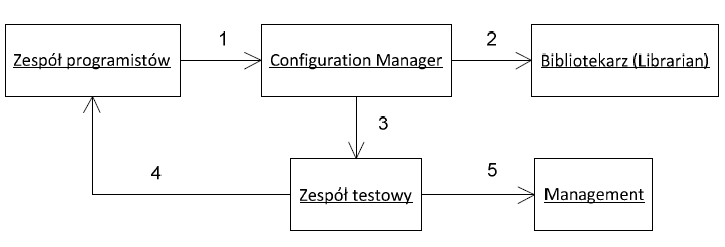 1
2
Zespół programistów
Configuration Manager
Bibliotekarz (Librarian)
3
4
5
Zespół testowy
Management